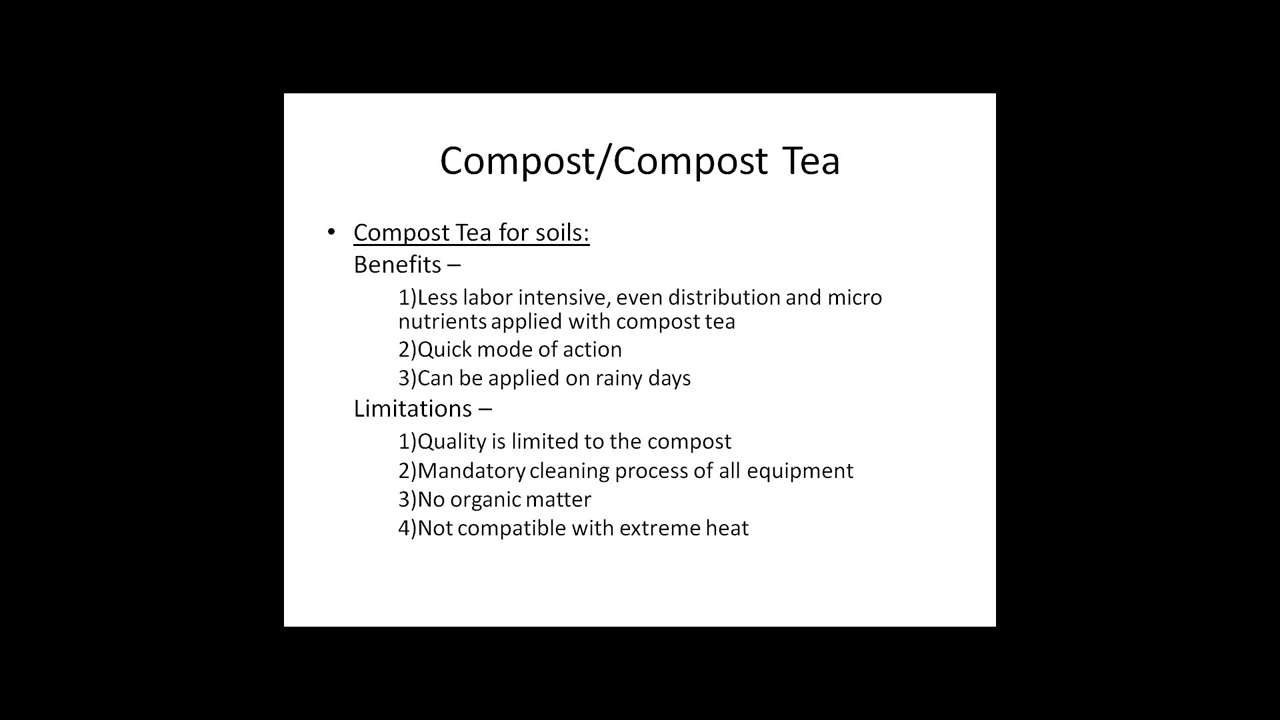 Compost/Compost Tea
• Compost Tea for soils:
Benefits –
1)Less labor intensive, even distribution and micro
nutrients applied with compost tea
2)Quick mode of action
3)Can be applied on rainy days
Limitations –
1)Quality is limited to the compost
2)Mandatory cleaning process of all equipment
3)No organic matter
4)Not compatible with extreme heat